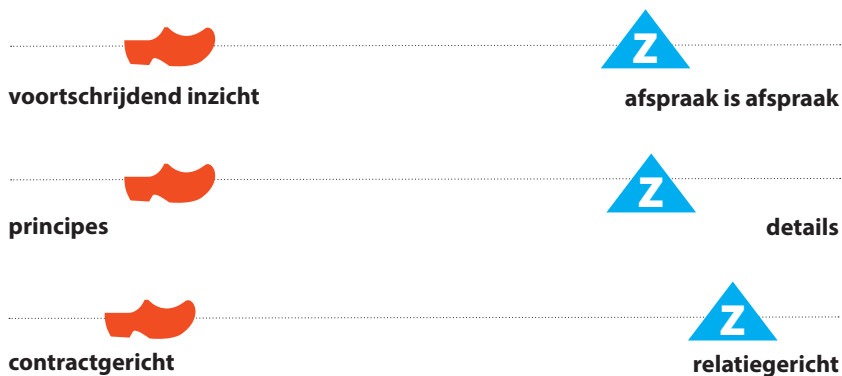 Z
voortschrijdend inzicht afspraak is afspraak
Z
principes details
Z
contractgericht relatiegericht